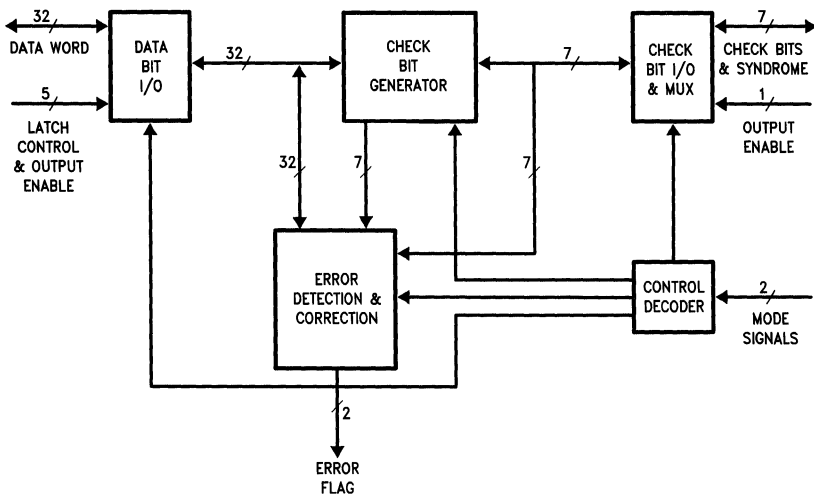 32
DATA WORD
5
LATCH
CONTROL
& OUTPUT
ENABLE
DATA
BIT
I/O
32
CHECK
BIT
GENERATOR
7
CHECK
BIT I/O
& MUX
7
CHECK BITS
& SYNDROME
1
OUTPUT
ENABLE
32
7
7
ERROR
DETECTION &
CORRECTION
CONTROL
DECODER
2
MODE
SIGNALS
2
ERROR
FLAG